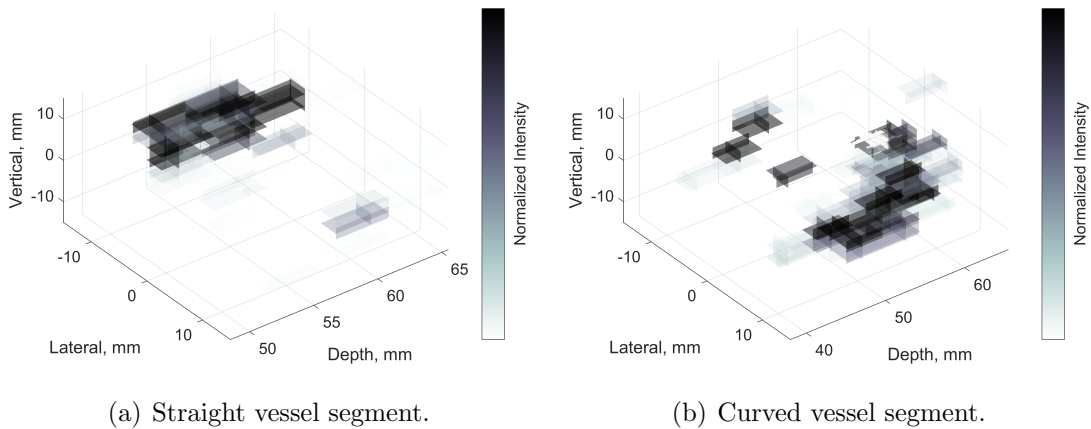 10
0
-10
Vertical, mm
-10
0
10
Lateral, mm
50
55
60
65
Depth, mm
Normalized Intensity
(a) Straight vessel segment.
10
0
-10
Vertical, mm
-10
0
10
Lateral, mm
40
50
60
Depth, mm
Normalized Intensity
(b) Curved vessel segment.